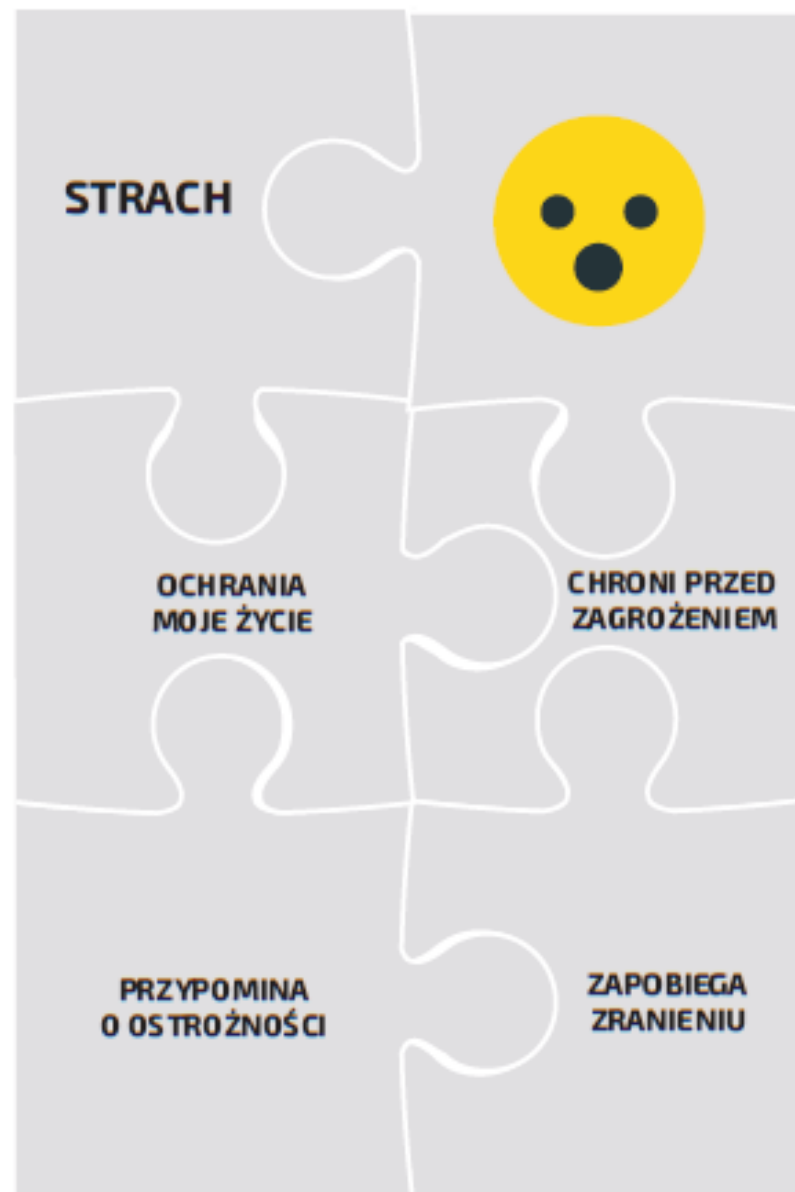 STRACH
OCHRANIA
MOJE ŻYCIE
CHRONI PRZED
ZAGROŻENIEM
PRZYPOMINA
O OSTROŻNOŚCI
ZAPOBIEGA
ZRANIENIU